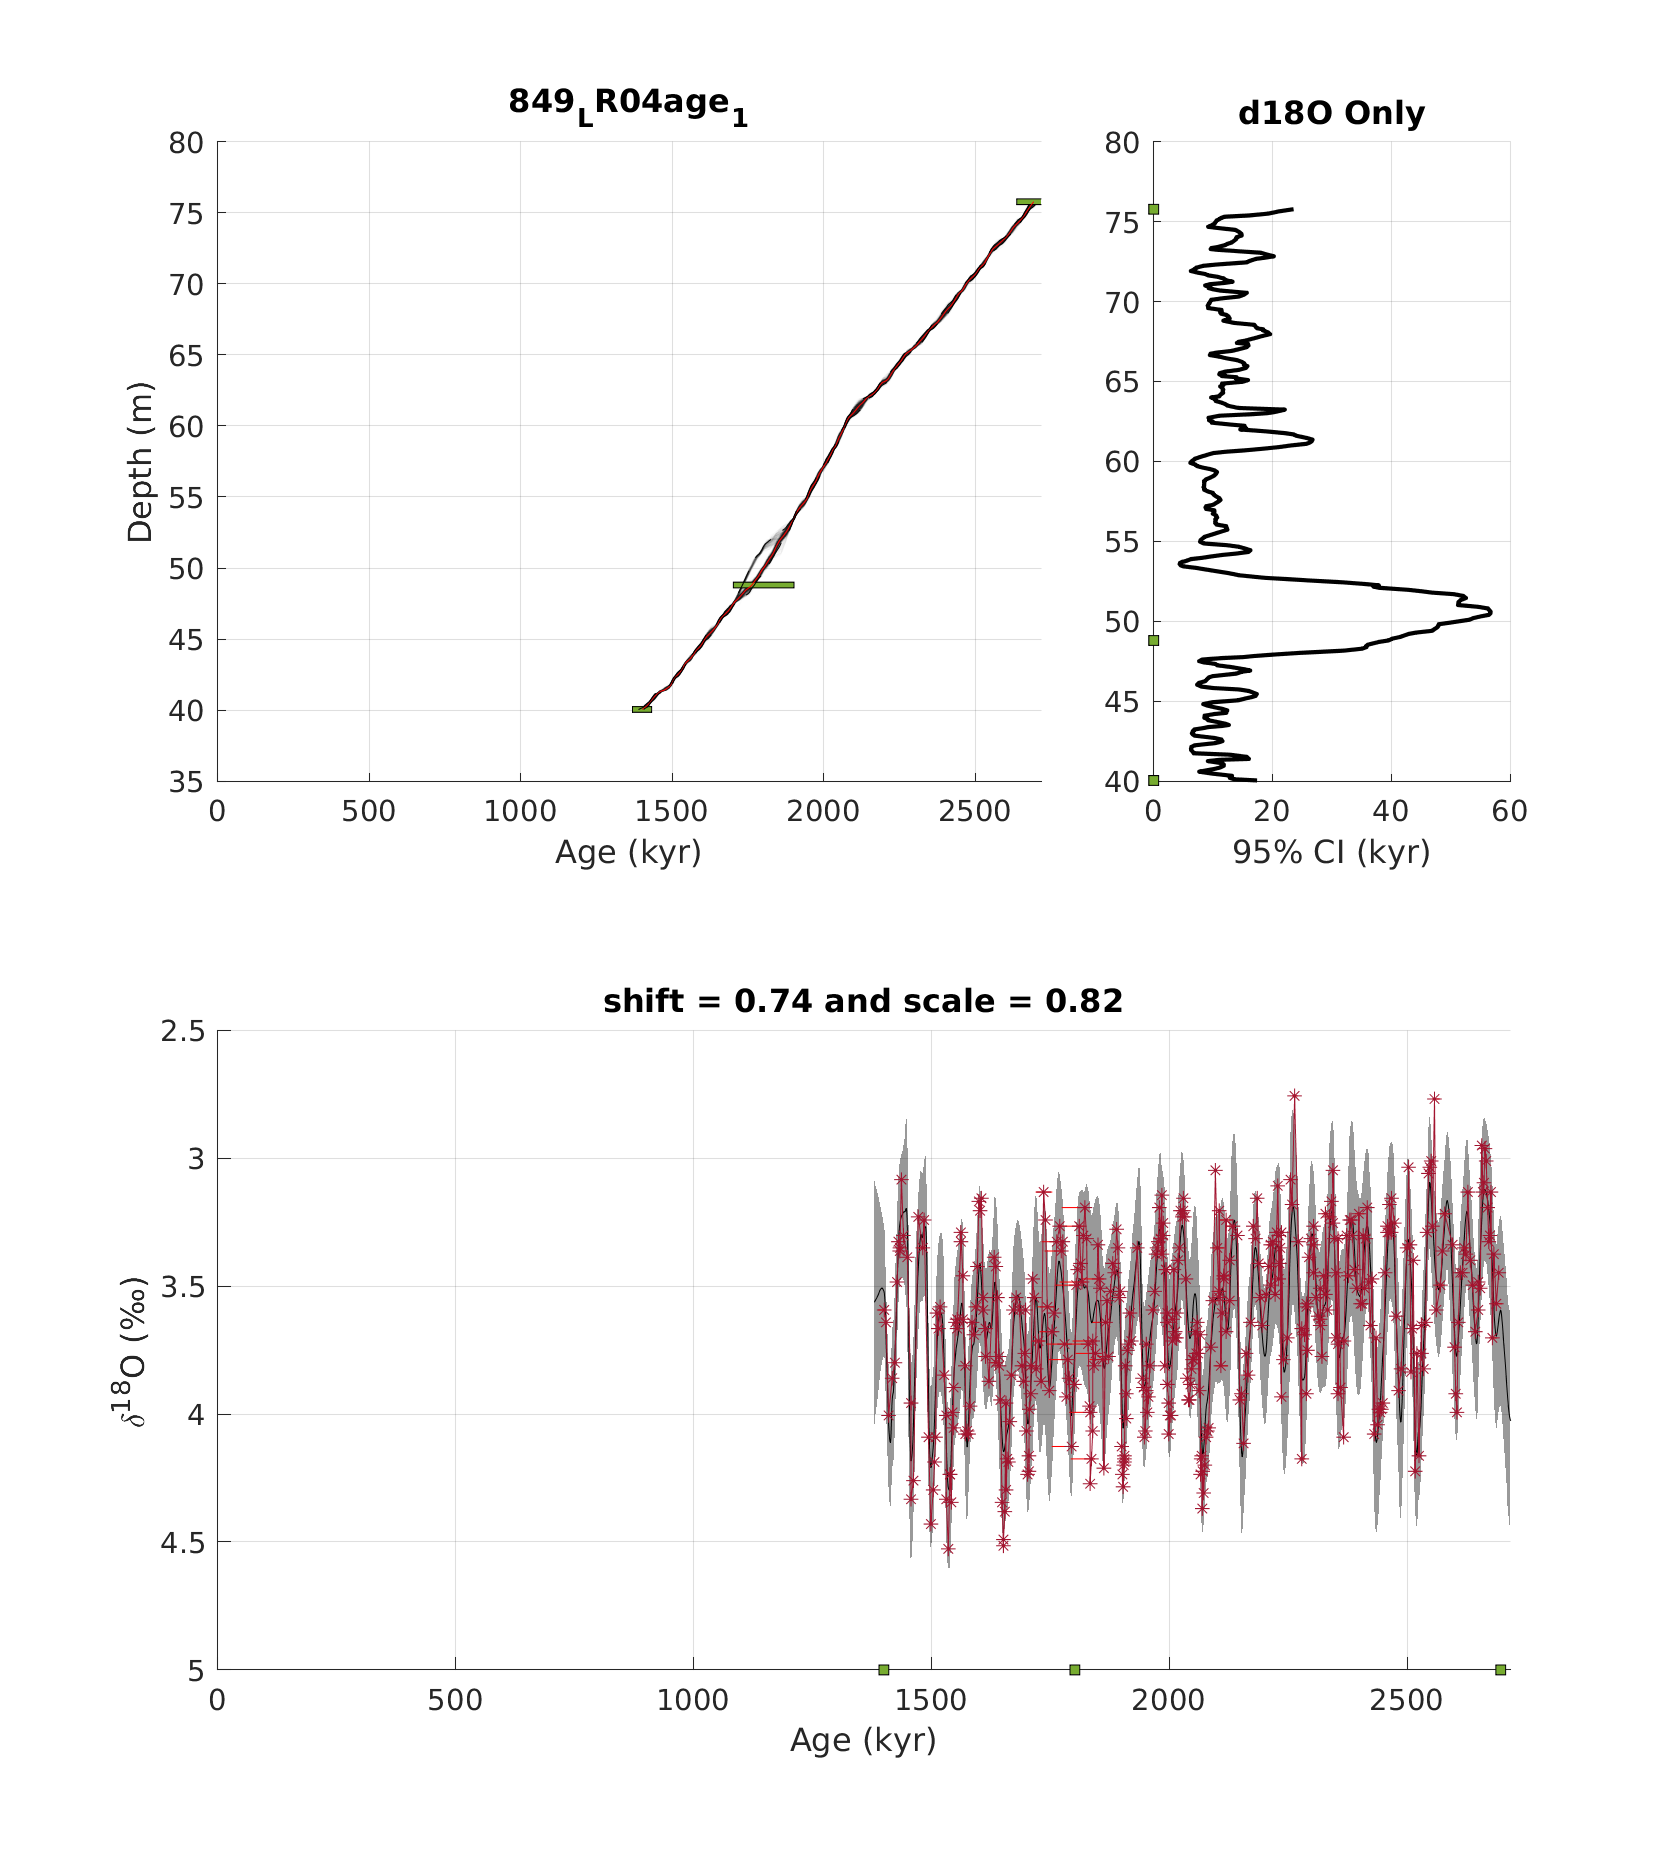 849LR04age1
80
75
70
65
60
55
50
45
40
35
Depth (m)
0 500 1000 1500 2000 2500
Age (kyr)
d18O Only
80
75
70
65
60
55
50
45
40
0 20 40 60
95% CI (kyr)
shift = 0.74 and scale = 0.82
2.5
3
3.5
4
4.5
5
δ18O (‰)
0 500 1000 1500 2000 2500
Age (kyr)